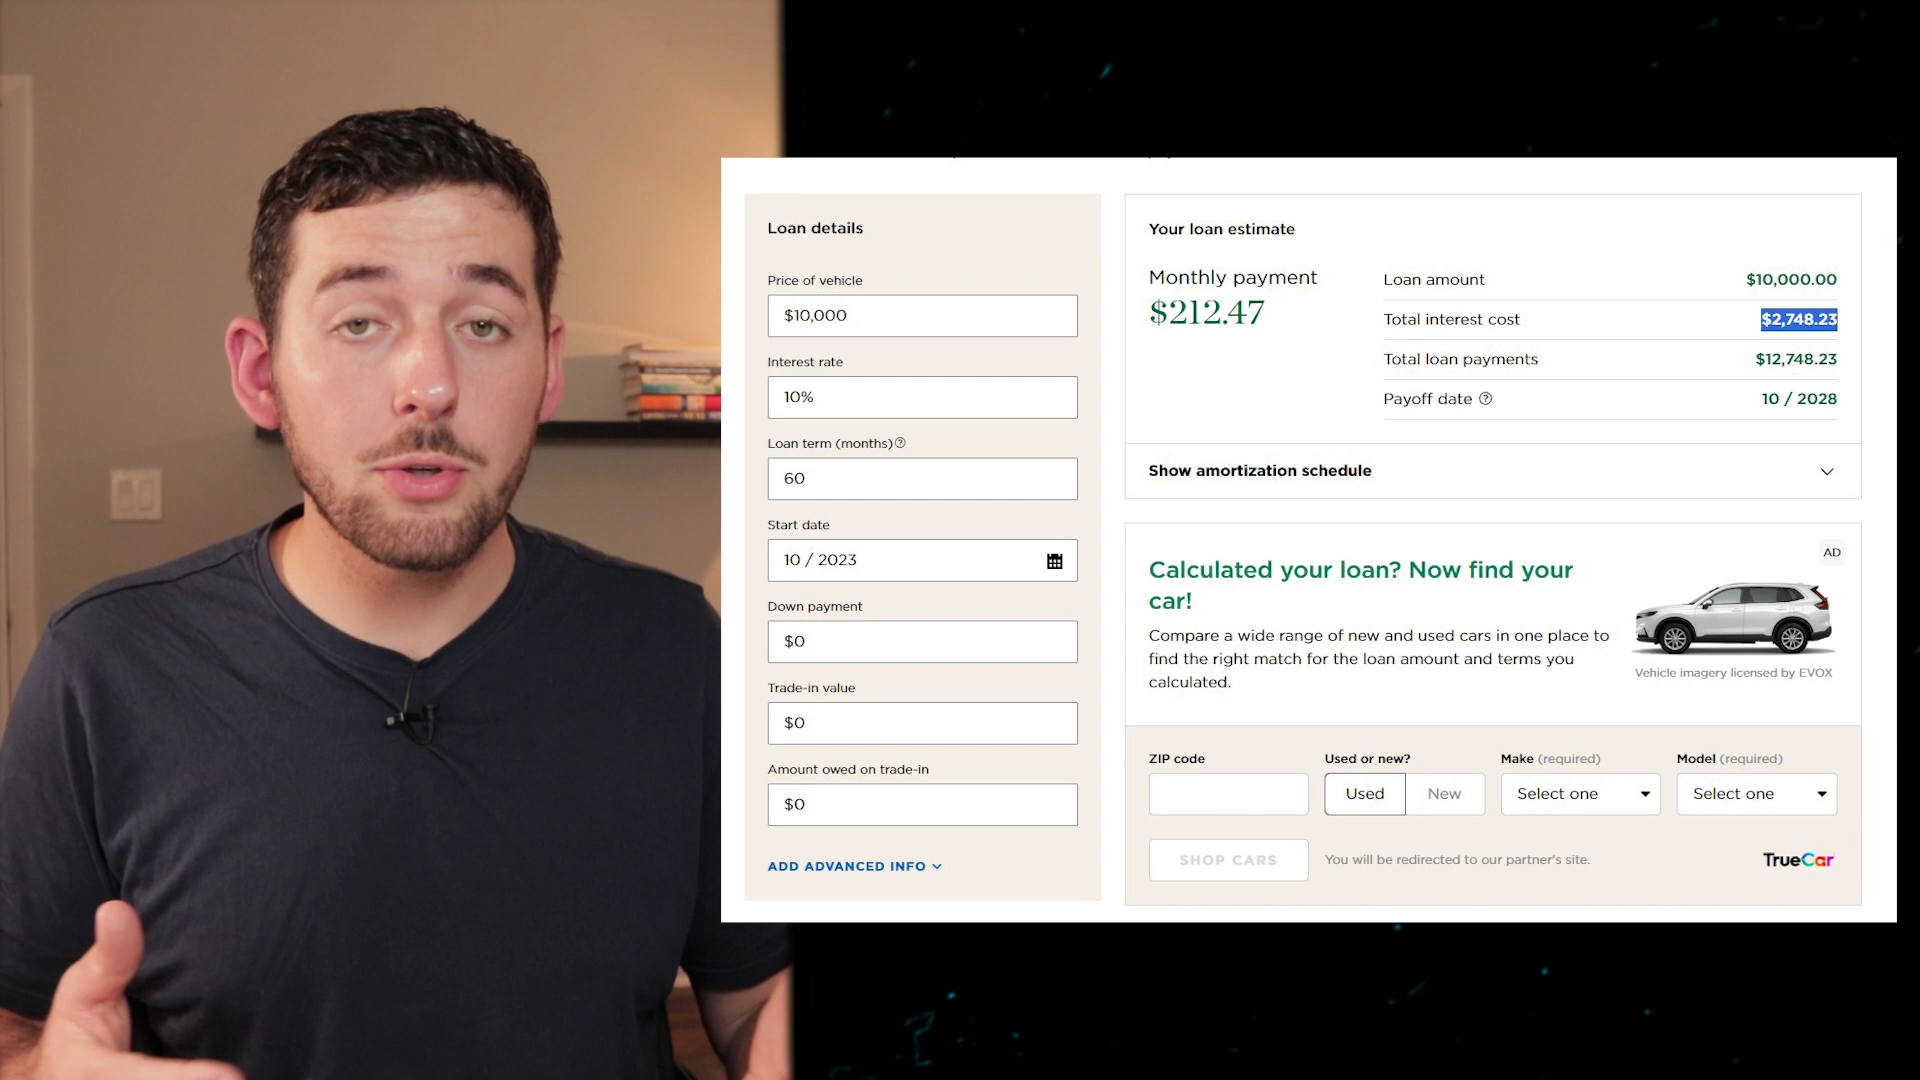 Loan details
Price of vehicle
$10,000
Interest rate
10%
Loan term (months)
60
Start date
10 / 2023
Down payment
$0
Trade-in value
$0
Amount owed on trade-in
$0
ADD ADVANCED INFO
Your loan estimate
Monthly payment
$212.47
Loan amount $10,000.00
Total interest cost $2,748.23
Total loan payments $12,748.23
Payoff date 10 / 2028
Show amortization schedule
AD
Calculated your loan? Now find your
car!
Compare a wide range of new and used cars in one place to
find the right match for the loan amount and terms you
calculated.
Vehicle imagery licensed by EVOX
ZIP code Used or new? Make (required) Model (required)
Used New Select one Select one
SHOP CARS You will be redirected to our partner's site. TrueCar